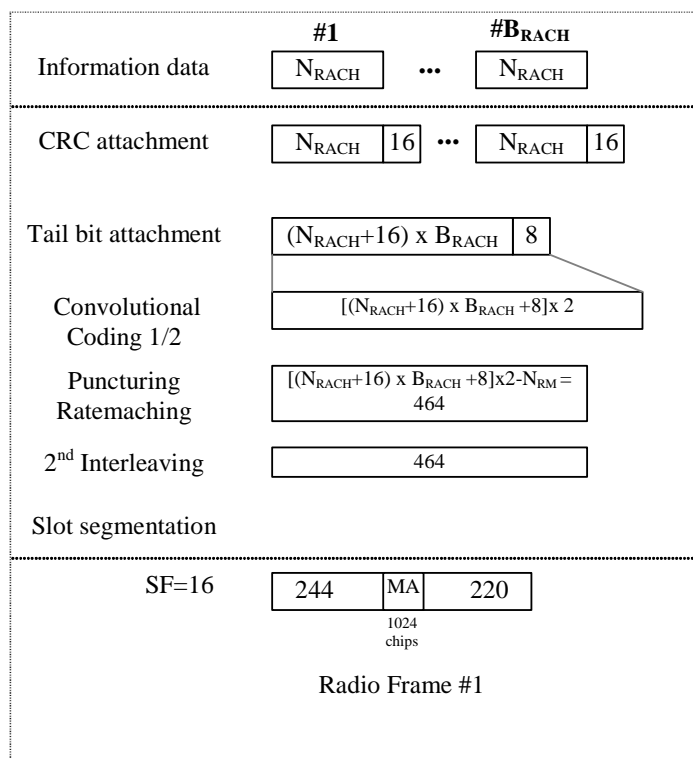 #1 #B_RACH
Information data N_RACH ... N_RACH
CRC attachment N_RACH 16 ... N_RACH 16
Tail bit attachment (N_RACH+16) x B_RACH 8
Convolutional
Coding 1/2
[(N_RACH+16) x B_RACH +8]x 2
Puncturing
Ratemaching
[(N_RACH+16) x B_RACH +8]x2-N_RM =
464
2nd Interleaving 464
Slot segmentation
SF=16 244 MA 220
1024
chips
Radio Frame #1